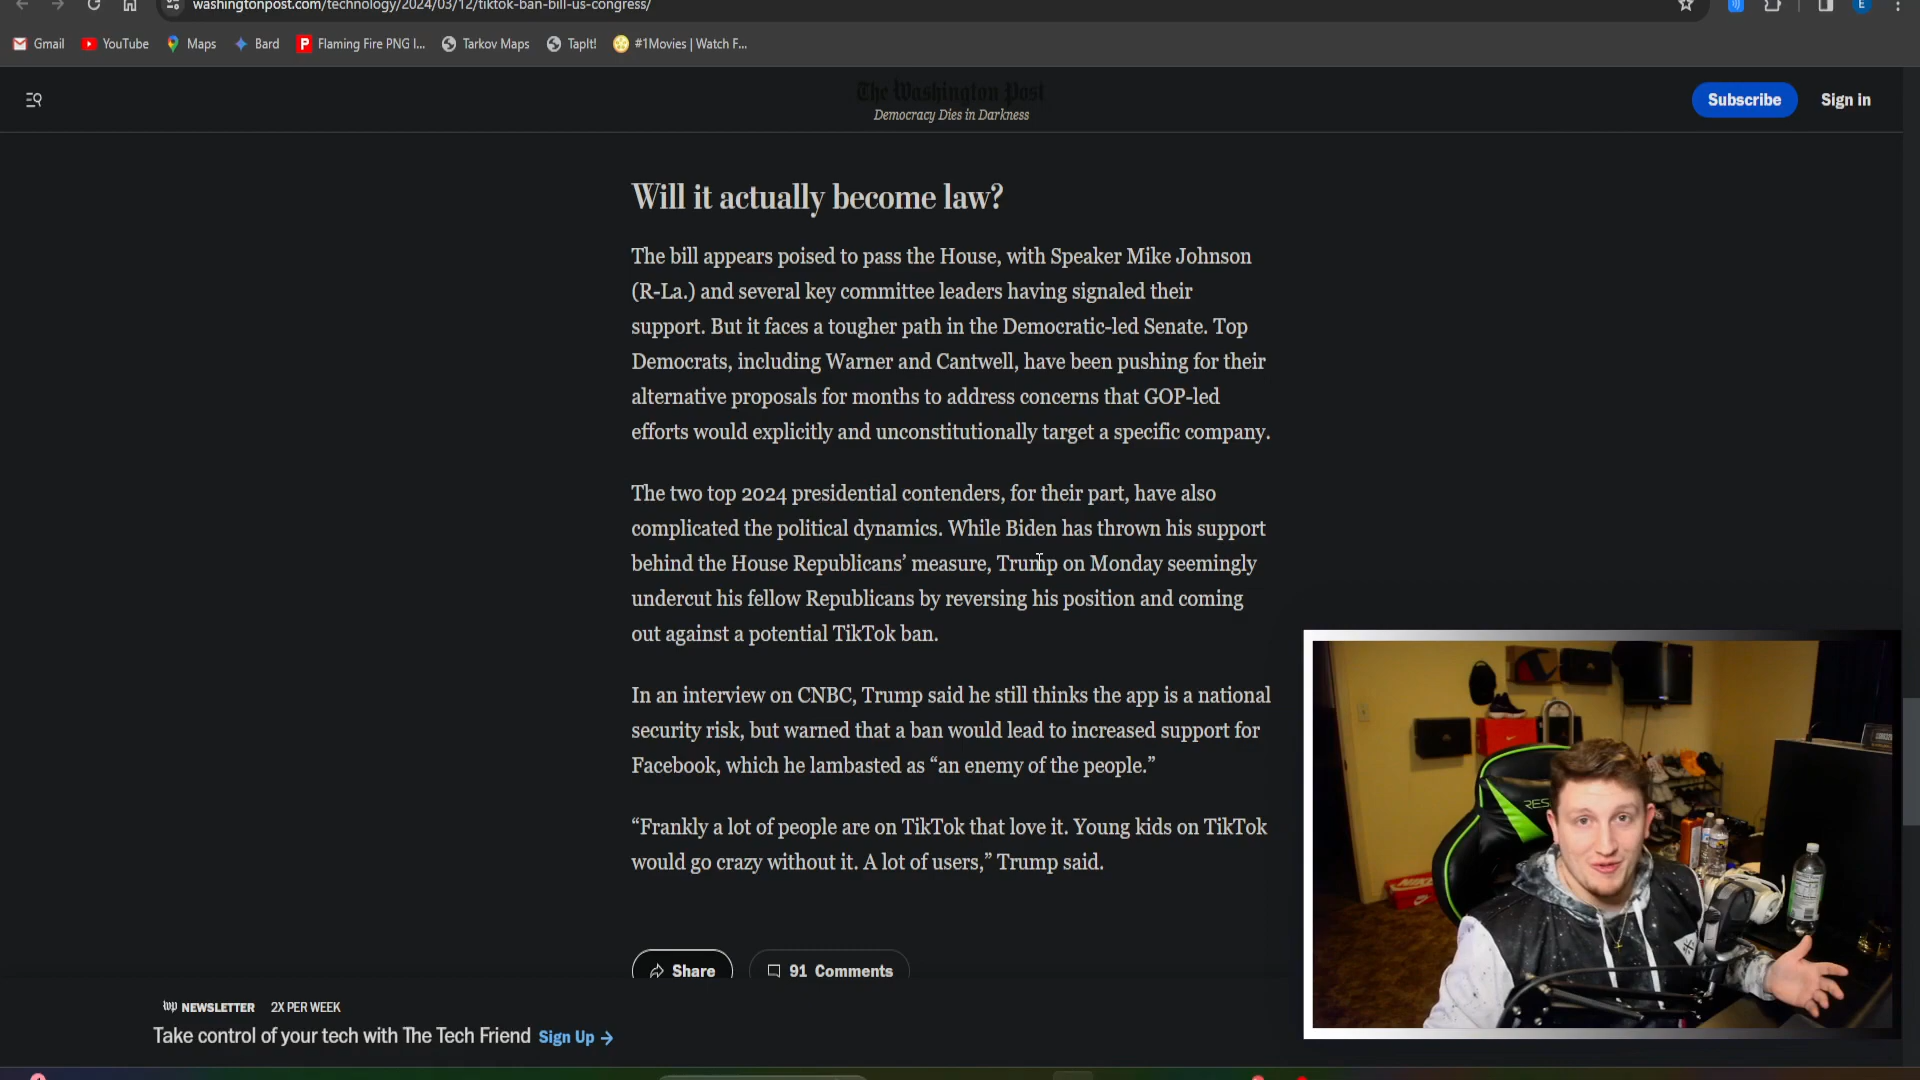 washingtonpost.com/technology/2024/03/12/tiktok-ban-bill-us-congress/
E
Gmail
YouTube
Maps
Bard
Flaming Fire PNG I...
Tarkov Maps
TapIt!
#1Movies | Watch F...
The Washington Post
Democracy Dies in Darkness
Subscribe
Sign in
Will it actually become law?
The bill appears poised to pass the House, with Speaker Mike Johnson
(R-La.) and several key committee leaders having signaled their
support. But it faces a tougher path in the Democratic-led Senate. Top
Democrats, including Warner and Cantwell, have been pushing for their
alternative proposals for months to address concerns that GOP-led
efforts would explicitly and unconstitutionally target a specific company.
The two top 2024 presidential contenders, for their part, have also
complicated the political dynamics. While Biden has thrown his support
behind the House Republicans’ measure, Trump on Monday seemingly
undercut his fellow Republicans by reversing his position and coming
out against a potential TikTok ban.
In an interview on CNBC, Trump said he still thinks the app is a national
security risk, but warned that a ban would lead to increased support for
Facebook, which he lambasted as “an enemy of the people.”
“Frankly a lot of people are on TikTok that love it. Young kids on TikTok
would go crazy without it. A lot of users,” Trump said.
Share
91 Comments
wp NEWSLETTER 2X PER WEEK
Take control of your tech with The Tech Friend Sign Up →
RES